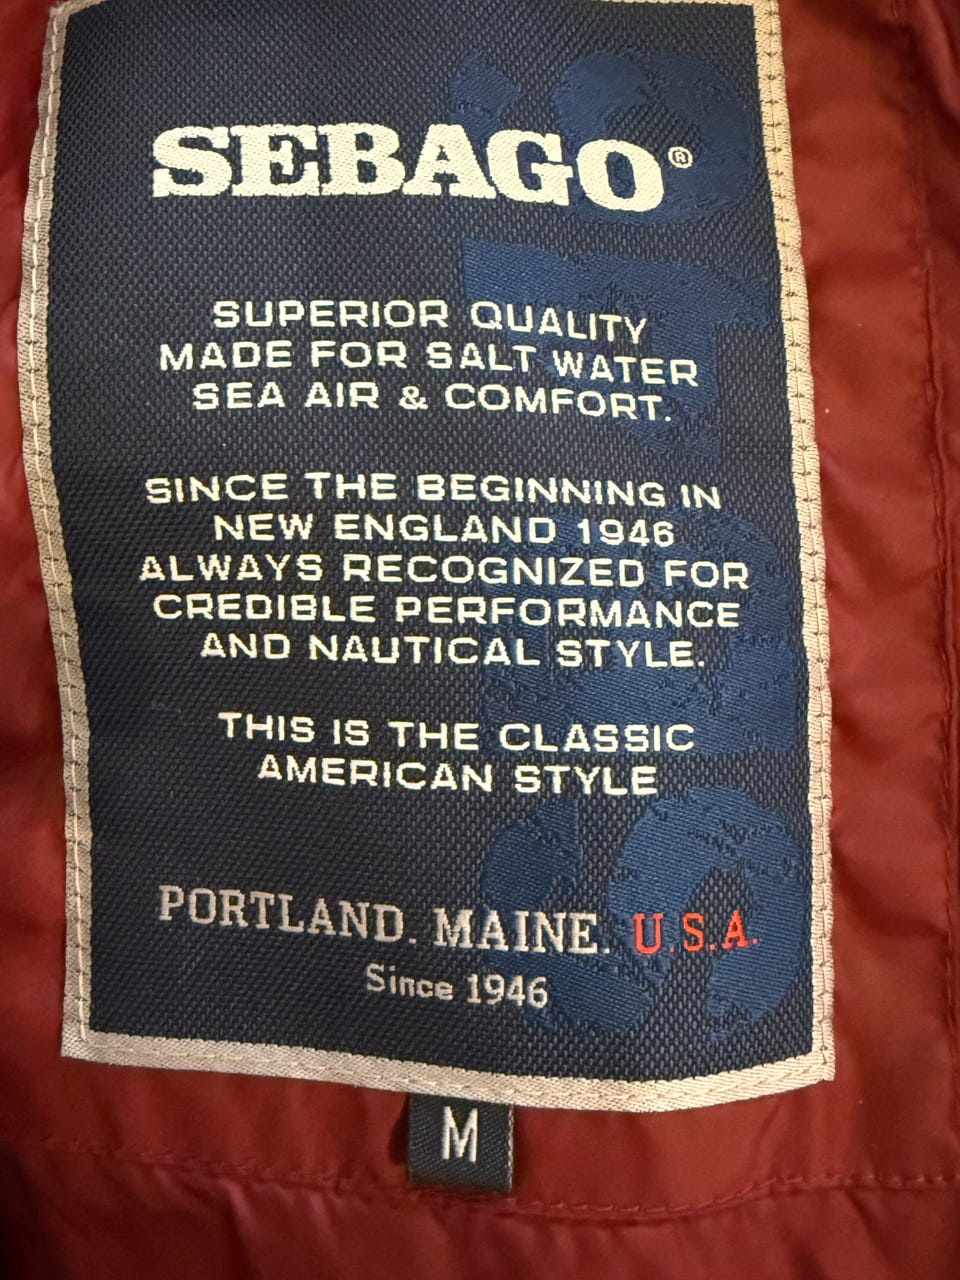 SEBAGO®
SUPERIOR QUALITY
MADE FOR SALT WATER
SEA AIR & COMFORT.
SINCE THE BEGINNING IN
NEW ENGLAND 1946
ALWAYS RECOGNIZED FOR
CREDIBLE PERFORMANCE
AND NAUTICAL STYLE.
THIS IS THE CLASSIC
AMERICAN STYLE
PORTLAND. MAINE. U.S.A.
Since 1946
M